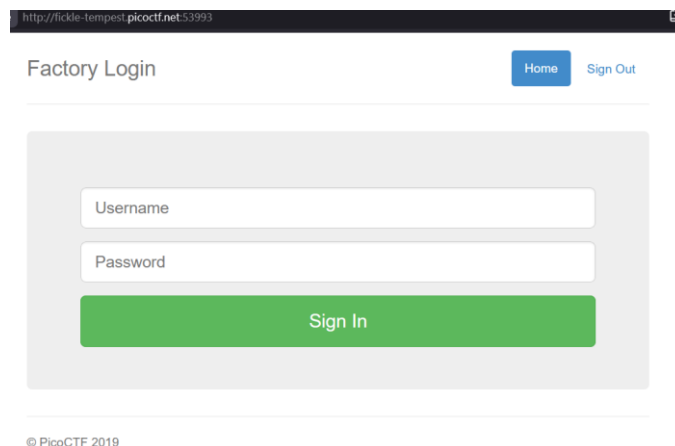 http://fickle-tempest.picoctf.net:53993
Factory Login Home Sign Out
Username
Password
Sign In
© PicoCTF 2019